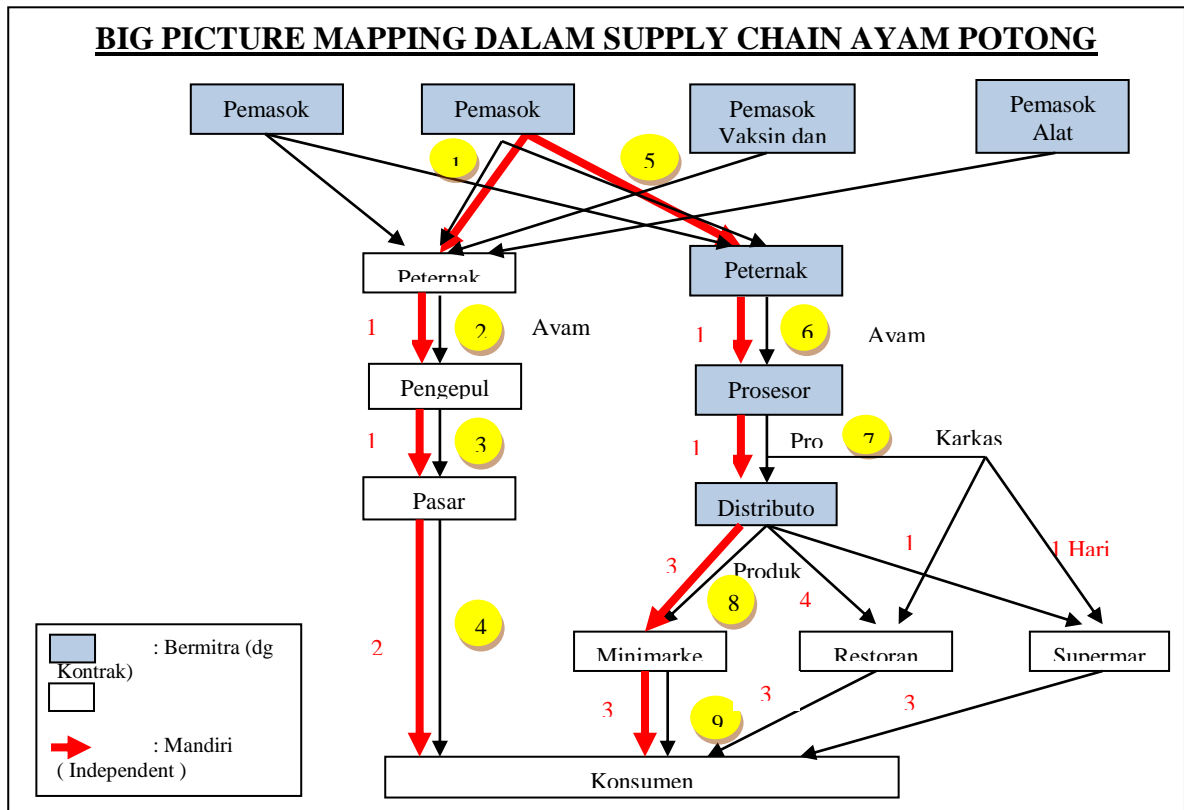 BIG PICTURE MAPPING DALAM SUPPLY CHAIN AYAM POTONG
Pemasok
Pemasok
Pemasok
Vaksin dan
Pemasok
Alat
1
5
Peternak
Peternak
1
2
Avam
1
6
Avam
Pengepul
Prosesor
1
3
1
Pro
7
Karkas
Pasar
Distributo
3
Produk
1
1 Hari
8
4
2
4
Minimarke
Restoran
Supermar
3
9
3
3
: Bermitra (dg
Kontrak)
: Mandiri
( Independent )
Konsumen